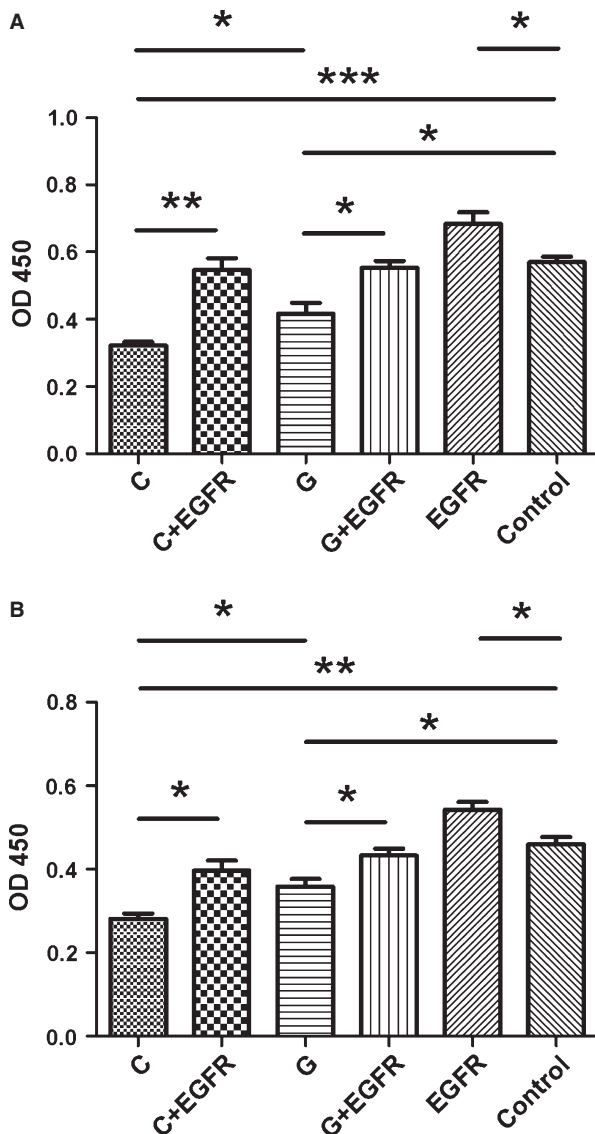 A
*
*
***
*
1.0
**
*
0.8
0.6
0.4
0.2
0.0
OD 450
C
C+EGFR
G
G+EGFR
EGFR
Control
B
*
*
**
*
0.8
*
*
0.6
0.4
0.2
0.0
OD 450
C
C+EGFR
G
G+EGFR
EGFR
Control